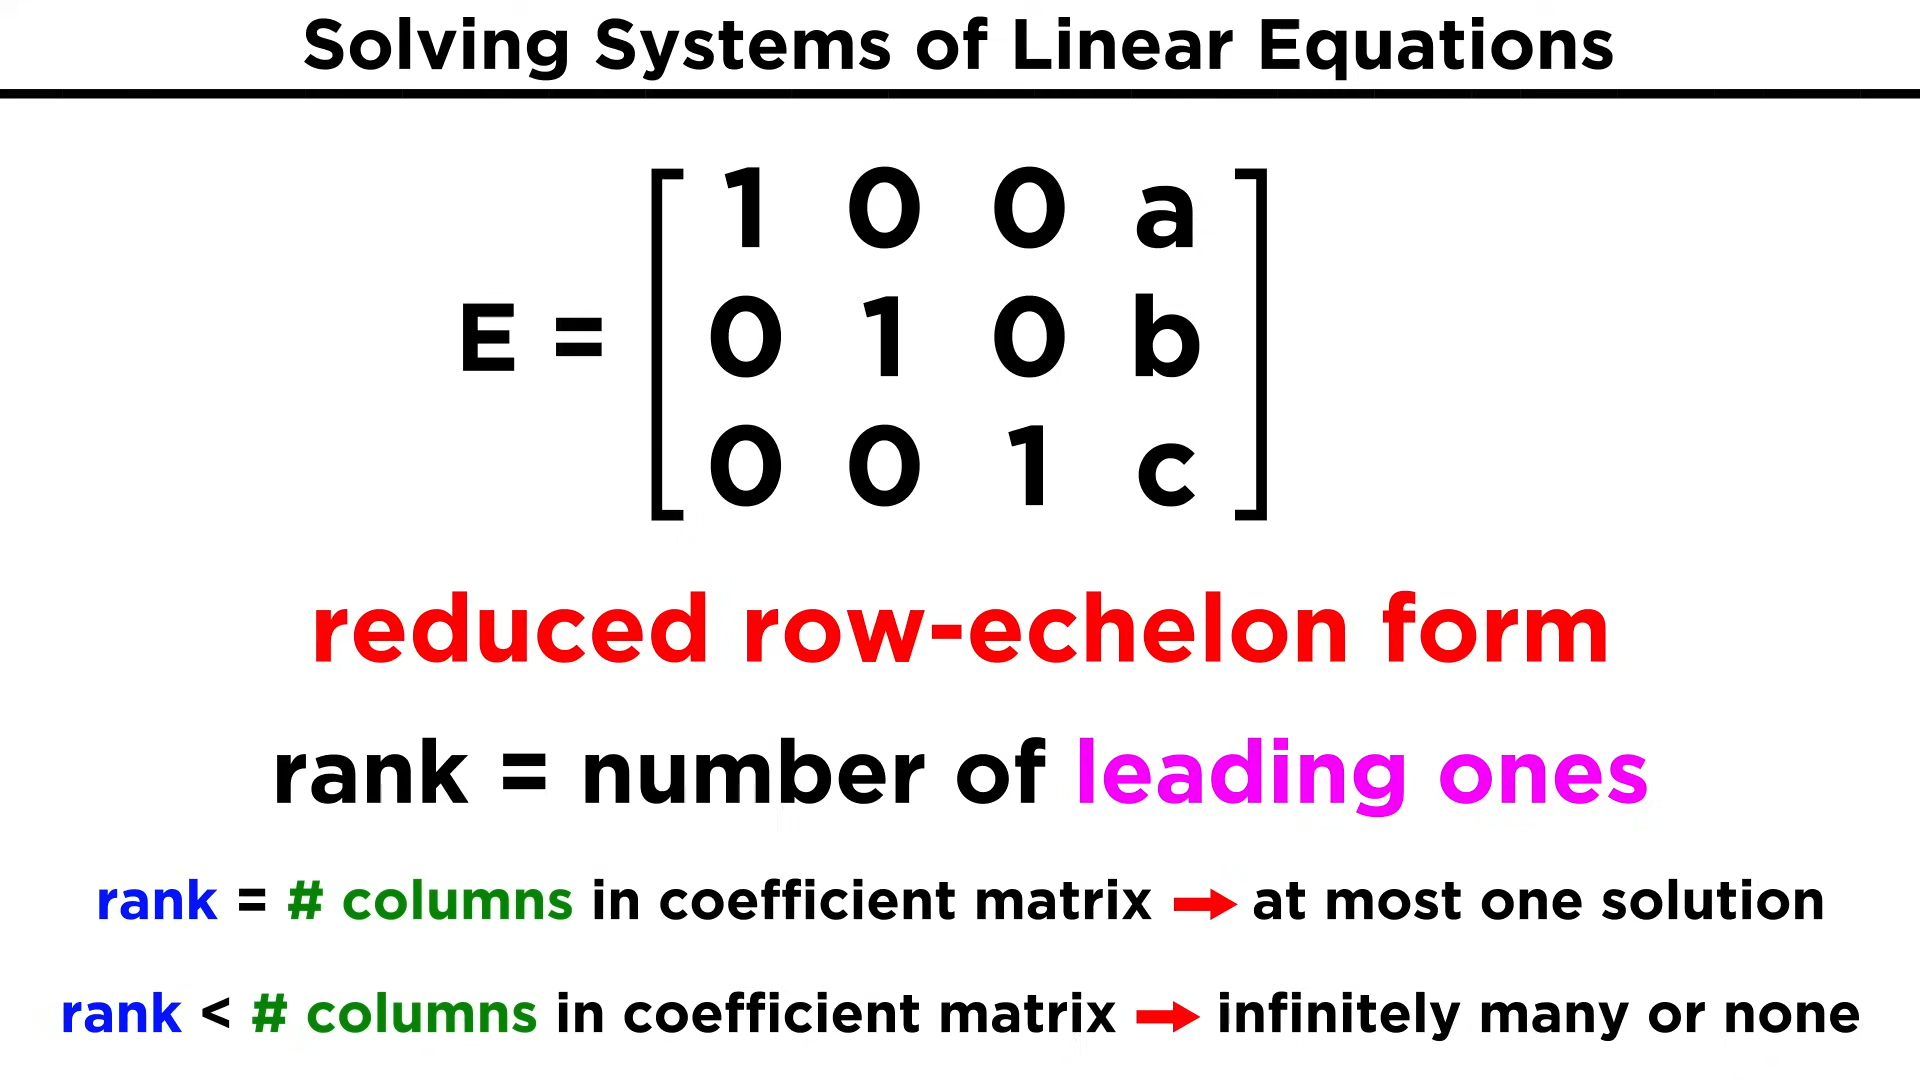 Solving Systems of Linear Equations
1 0 0 a
E = 0 1 0 b
0 0 1 c
reduced row-echelon form
rank = number of leading ones
rank = # columns in coefficient matrix → at most one solution
rank < # columns in coefficient matrix → infinitely many or none